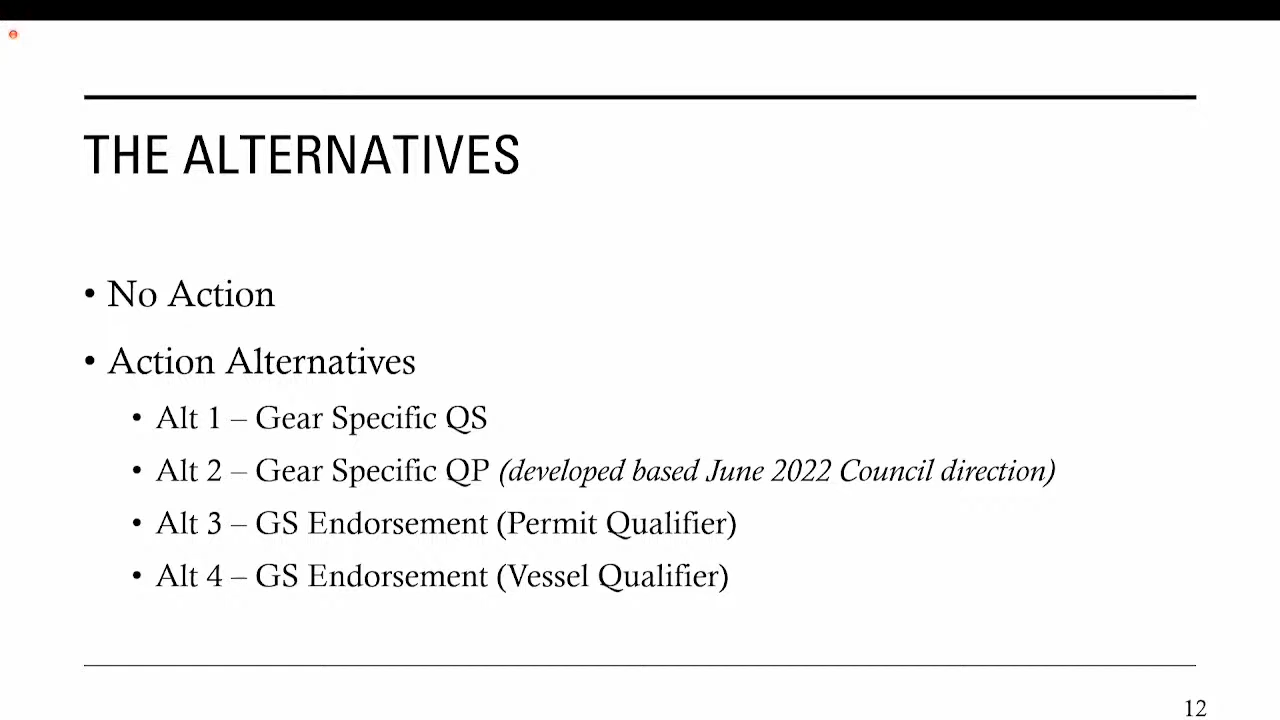 THE ALTERNATIVES
• No Action
• Action Alternatives
• Alt 1 – Gear Specific QS
• Alt 2 – Gear Specific QP (developed based June 2022 Council direction)
• Alt 3 – GS Endorsement (Permit Qualifier)
• Alt 4 – GS Endorsement (Vessel Qualifier)
12